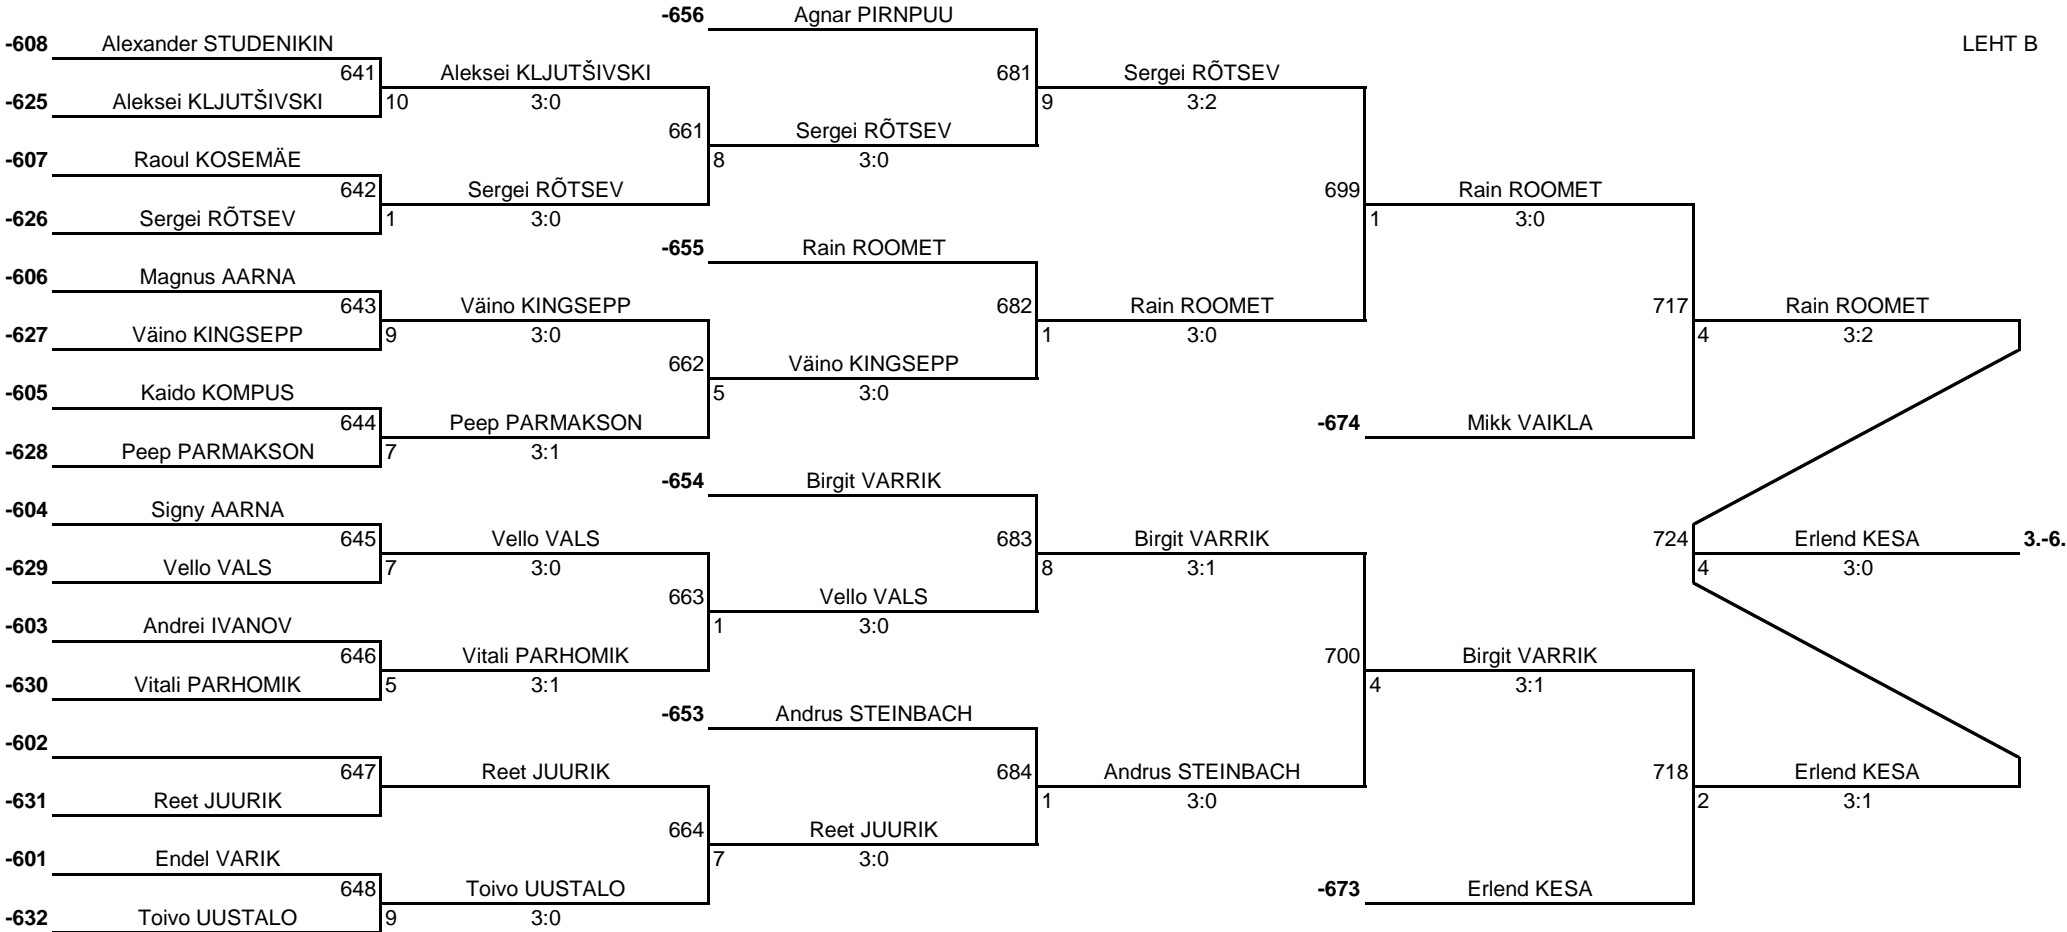 -656 Agnar PIRNPUU
-608 Alexander STUDENIKIN LEHT B
641 Aleksei KLJUTŠIVSKI 681 Sergei RÕTSEV
-625 Aleksei KLJUTŠIVSKI 10 3:0 9 3:2
661 Sergei RÕTSEV
-607 Raoul KOSEMÄE 8 3:0
642 Sergei RÕTSEV 699 Rain ROOMET
-626 Sergei RÕTSEV 1 3:0 1 3:0
-655 Rain ROOMET
-606 Magnus AARNA
643 Väino KINGSEPP 682 Rain ROOMET 717 Rain ROOMET
-627 Väino KINGSEPP 9 3:0 1 3:0 4 3:2
662 Väino KINGSEPP
-605 Kaido KOMPUS 5 3:0
644 Peep PARMAKSON -674 Mikk VAIKLA
-628 Peep PARMAKSON 7 3:1
-654 Birgit VARRIK
-604 Signy AARNA
645 Vello VALS 683 Birgit VARRIK 724 Erlend KESA 3.-6.
-629 Vello VALS 7 3:0 8 3:1 4 3:0
663 Vello VALS
-603 Andrei IVANOV 1 3:0
646 Vitali PARHOMIK 700 Birgit VARRIK
-630 Vitali PARHOMIK 5 3:1 4 3:1
-653 Andrus STEINBACH
-602
647 Reet JUURIK 684 Andrus STEINBACH 718 Erlend KESA
-631 Reet JUURIK 1 3:0 2 3:1
664 Reet JUURIK
-601 Endel VARIK 7 3:0
648 Toivo UUSTALO -673 Erlend KESA
-632 Toivo UUSTALO 9 3:0